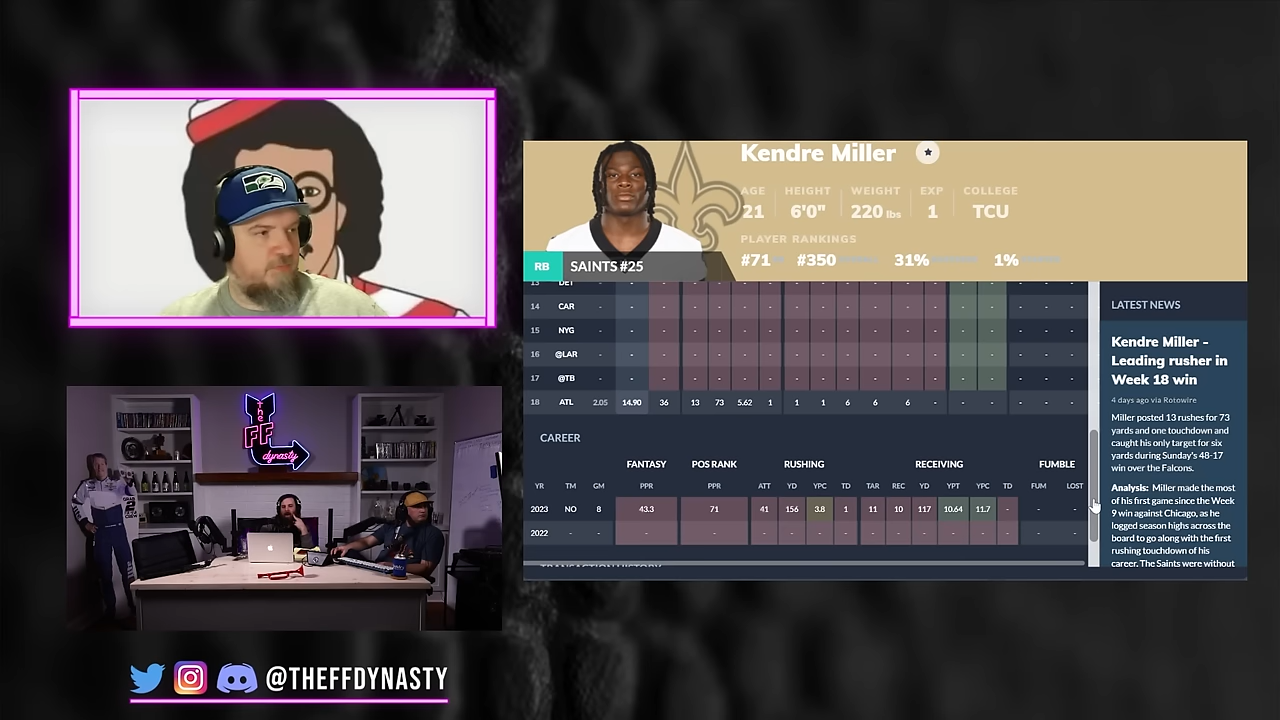 The
FF
dynasty
@THEFFDYNASTY
Kendre Miller
AGE HEIGHT WEIGHT EXP COLLEGE
21 6'0" 220 lbs 1 TCU
PLAYER RANKINGS
#71 #350 31% 1%
RB SAINTS #25
13 DET - - - - - - - - - - - - - - - - -
14 CAR - - - - - - - - - - - - - - - - -
15 NYG - - - - - - - - - - - - - - - - -
16 @LAR - - - - - - - - - - - - - - - - -
17 @TB - - - - - - - - - - - - - - - - -
18 ATL 2.05 14.90 36 13 73 5.62 1 1 1 6 6 6 - - - - -
CAREER
FANTASY POS RANK RUSHING RECEIVING FUMBLE
YR TM GM PPR PPR ATT YD YPC TD TAR REC YD YPT YPC TD FUM LOST
2023 NO 8 43.3 71 41 156 3.8 1 11 10 117 10.64 11.7 - - -
2022 - - - - - - - - - - - - - - - -
TRANSACTION HISTORY
LATEST NEWS
Kendre Miller -
Leading rusher in
Week 18 win
4 days ago via Rotowire
Miller posted 13 rushes for 73
yards and one touchdown and
caught his only target for six
yards during Sunday's 48-17
win over the Falcons.
Analysis: Miller made the most
of his first game since the Week
9 win against Chicago, as he
logged season highs across the
board to go along with the first
rushing touchdown of his
career. The Saints were without